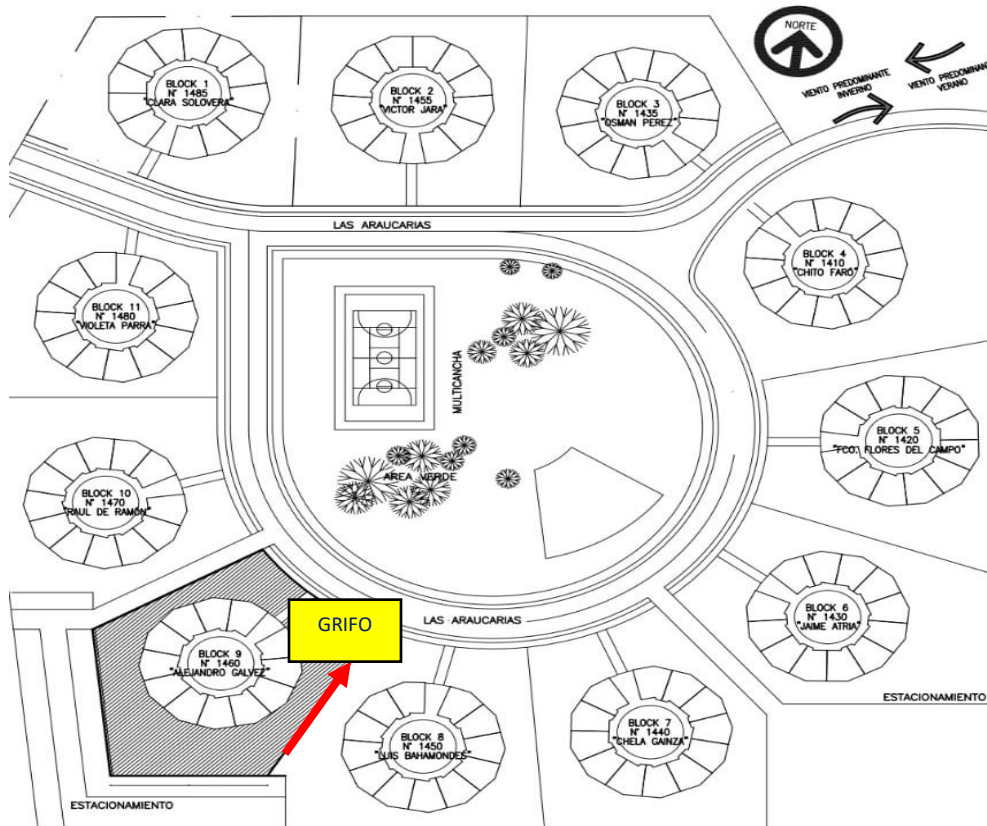 NORTE
VIENTO PREDOMINANTE
INVIERNO
VIENTO PREDOMINANTE
VERANO
BLOCK 1
N° 1485
"CLARA SOLOVERA"
BLOCK 2
N° 1455
"VICTOR JARA"
BLOCK 3
N° 1435
"OSMAN PEREZ"
LAS ARAUCARIAS
BLOCK 4
N° 1410
"CHITO FARÓ"
BLOCK 11
N° 1480
"VIOLETA PARRA"
MULTICANCHA
BLOCK 5
N° 1420
"FCO. FLORES DEL CAMPO"
AREA VERDE
BLOCK 10
N° 1470
"RAUL DE RAMÓN"
GRIFO
LAS ARAUCARIAS
BLOCK 6
N° 1430
"JAIME ATRIA"
BLOCK 9
N° 1460
"ALEJANDRO GALVEZ"
ESTACIONAMIENTO
BLOCK 8
N° 1450
"LUIS BAHAMONDES"
BLOCK 7
N° 1440
"CHELA GAINZA"
ESTACIONAMIENTO